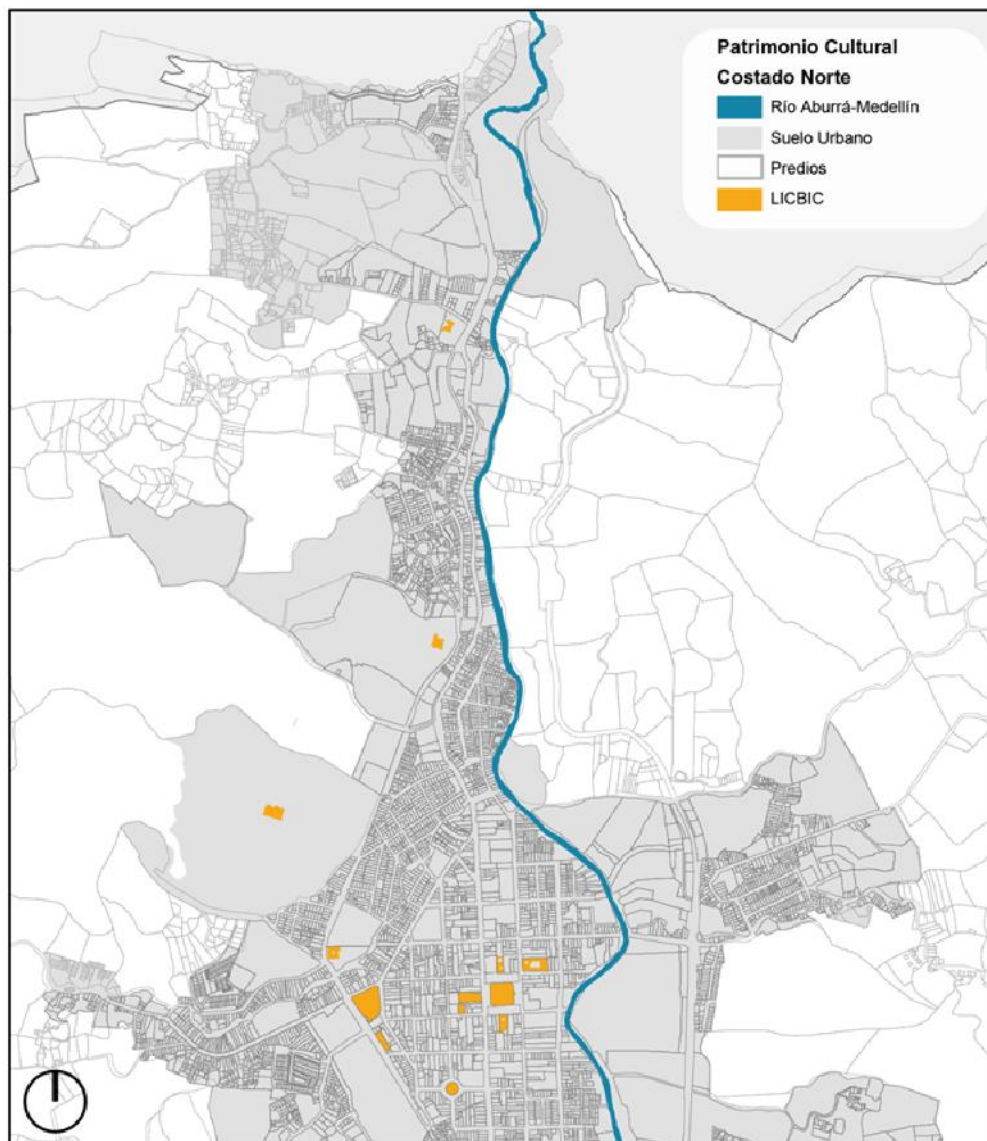 Patrimonio Cultural
Costado Norte
Río Aburrá-Medellín
Suelo Urbano
Predios
LICBIC